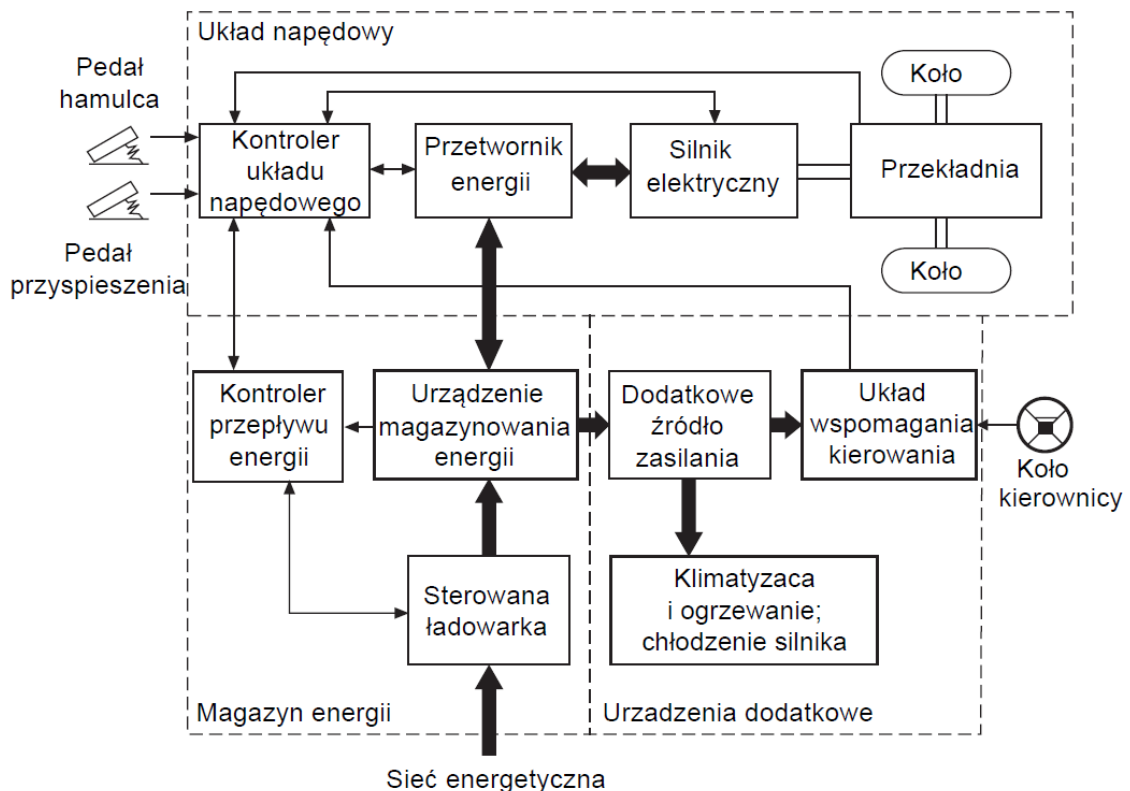 Układ napędowy
Pedał
hamulca
Koło
Kontroler
układu
napędowego
Przetwornik
energii
Silnik
elektryczny
Przekładnia
Pedał
przyspieszenia
Koło
Kontroler
przepływu
energii
Urządzenie
magazynowania
energii
Dodatkowe
źródło
zasilania
Układ
wspomagania
kierowania
Koło
kierownicy
Sterowana
ładowarka
Klimatyzaca
i ogrzewanie;
chłodzenie silnika
Magazyn energii
Urzadzenia dodatkowe
Sieć energetyczna